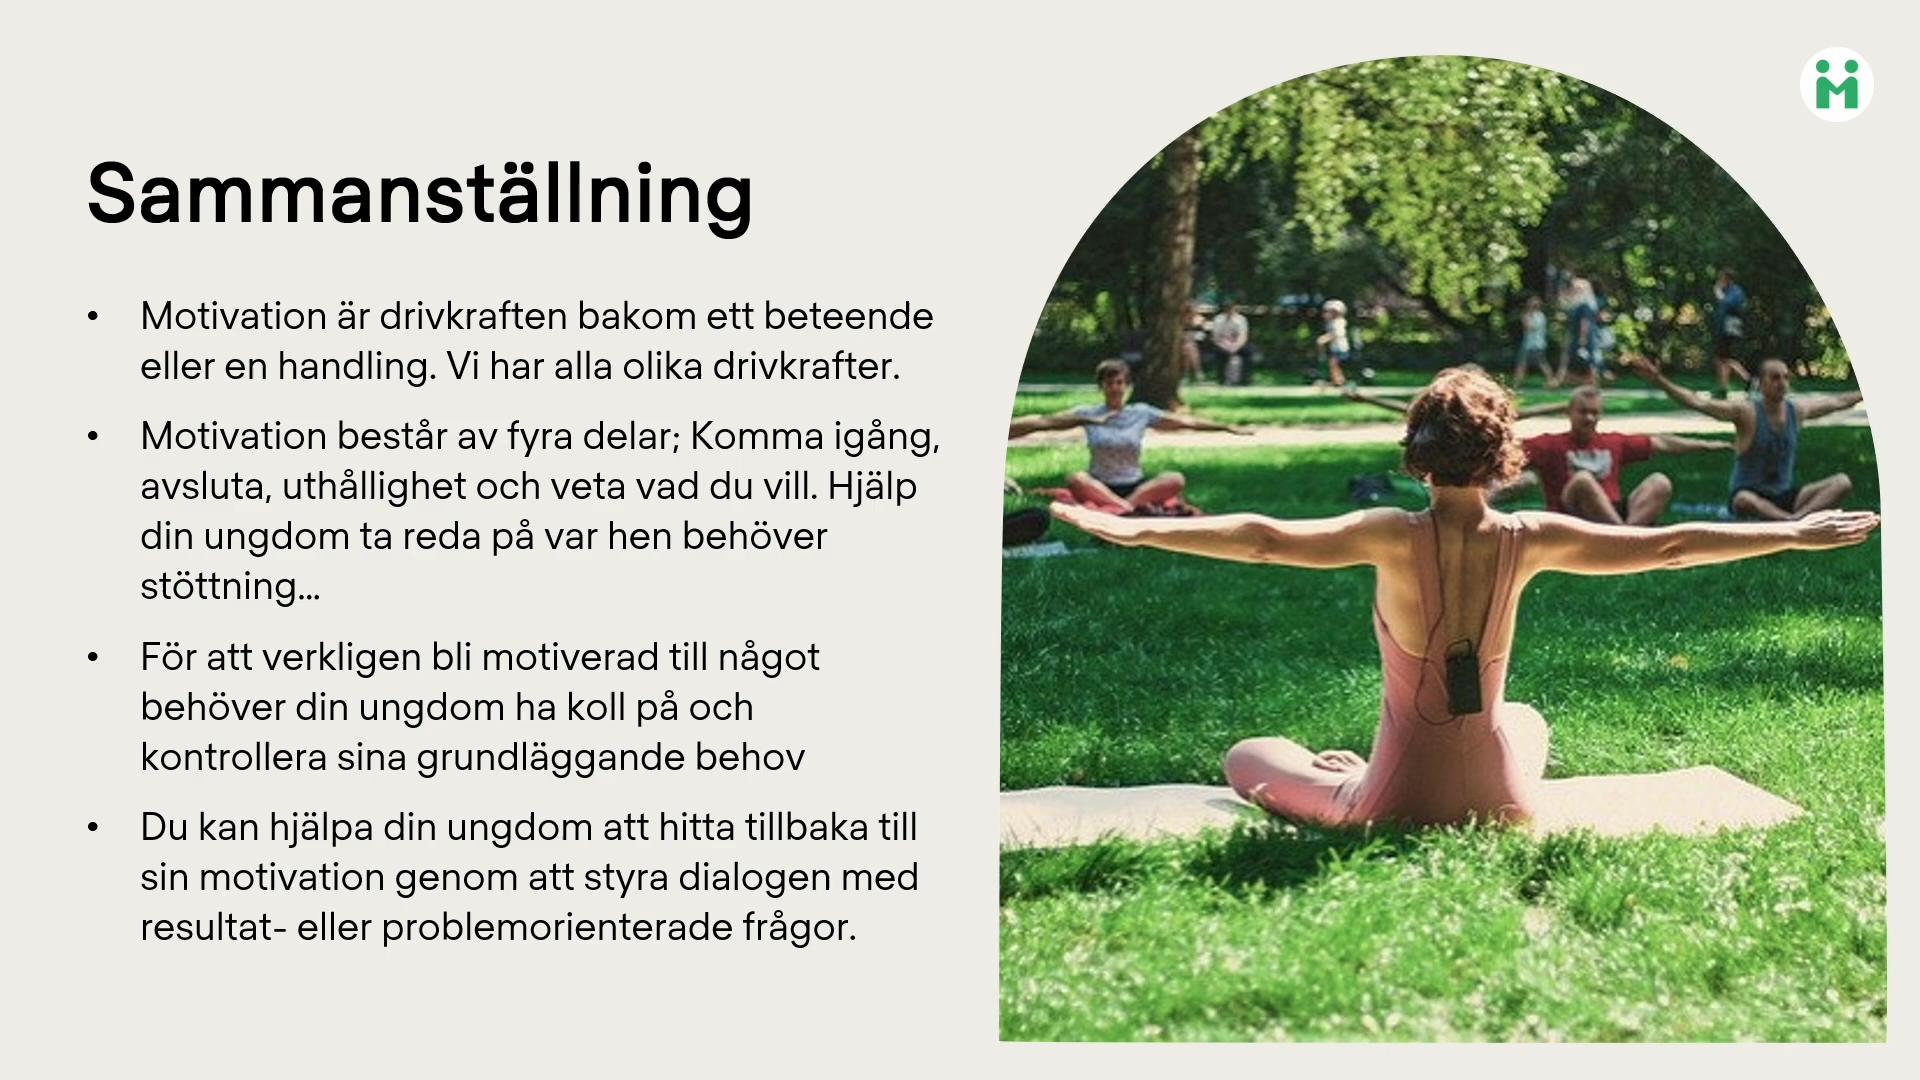 Sammanställning
• Motivation är drivkraften bakom ett beteende
eller en handling. Vi har alla olika drivkrafter.
• Motivation består av fyra delar; Komma igång,
avsluta, uthållighet och veta vad du vill. Hjälp
din ungdom ta reda på var hen behöver
stöttning...
• För att verkligen bli motiverad till något
behöver din ungdom ha koll på och
kontrollera sina grundläggande behov
• Du kan hjälpa din ungdom att hitta tillbaka till
sin motivation genom att styra dialogen med
resultat- eller problemorienterade frågor.